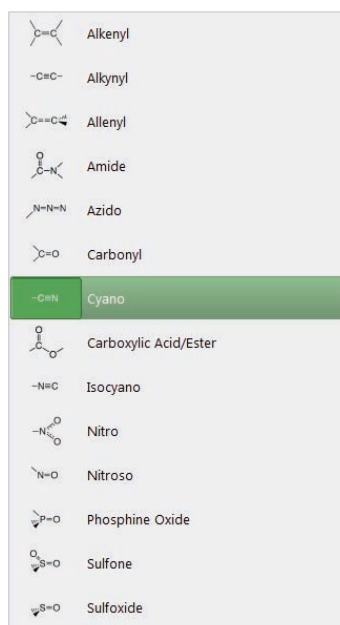 C=C Alkenyl
-C≡C- Alkynyl
C==C Allenyl
O
C-N Amide
N=N=N Azido
C=O Carbonyl
-C≡N Cyano
O
C
O Carboxylic Acid/Ester
-N≡C Isocyano
O
-N
O Nitro
N=O Nitroso
P=O Phosphine Oxide
O
S=O Sulfone
S=O Sulfoxide